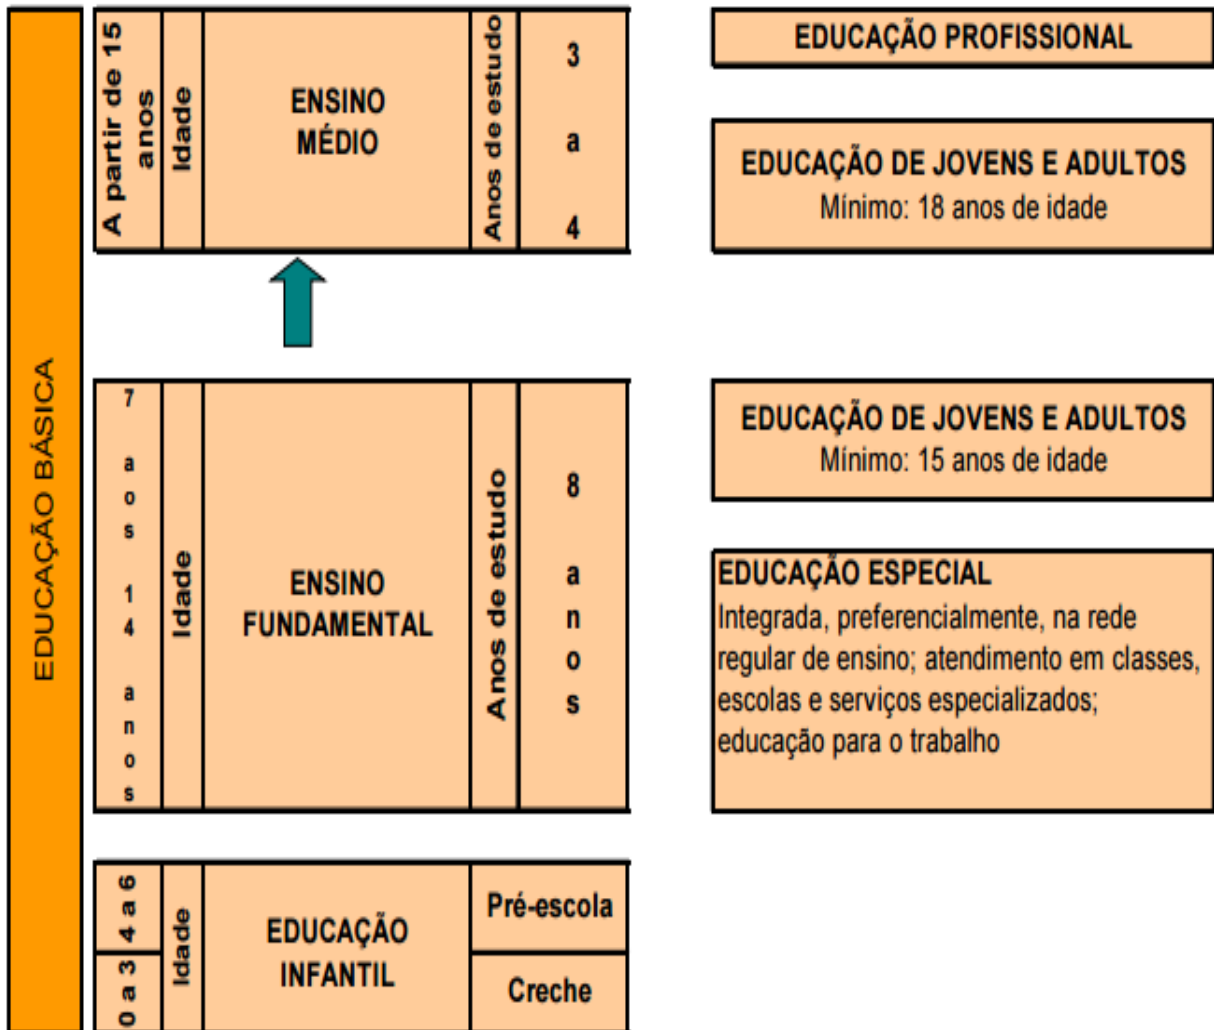 EDUCAÇÃO BÁSICA
A partir de 15
anos
Idade
ENSINO
MÉDIO
Anos de estudo
3
a
4
EDUCAÇÃO PROFISSIONAL
EDUCAÇÃO DE JOVENS E ADULTOS
Mínimo: 18 anos de idade
7 aos 14 anos
Idade
ENSINO
FUNDAMENTAL
Anos de estudo
8 anos
EDUCAÇÃO DE JOVENS E ADULTOS
Mínimo: 15 anos de idade
EDUCAÇÃO ESPECIAL
Integrada, preferencialmente, na rede
regular de ensino; atendimento em classes,
escolas e serviços especializados;
educação para o trabalho
4 a 6
0 a 3
Idade
EDUCAÇÃO
INFANTIL
Pré-escola
Creche